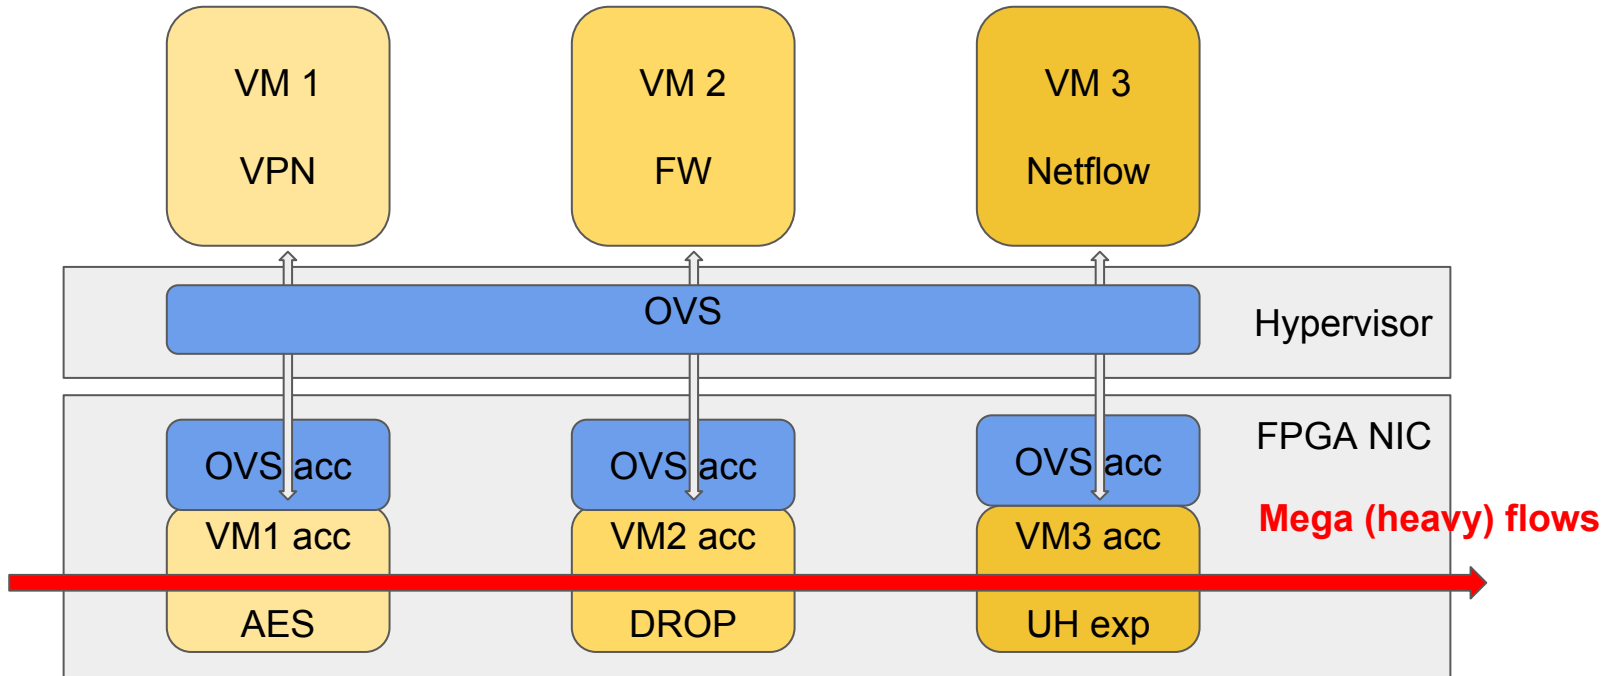 VM 1
VPN
VM 2
FW
VM 3
Netflow
OVS
Hypervisor
FPGA NIC
OVS acc
OVS acc
OVS acc
Mega (heavy) flows
VM1 acc
VM2 acc
VM3 acc
AES
DROP
UH exp